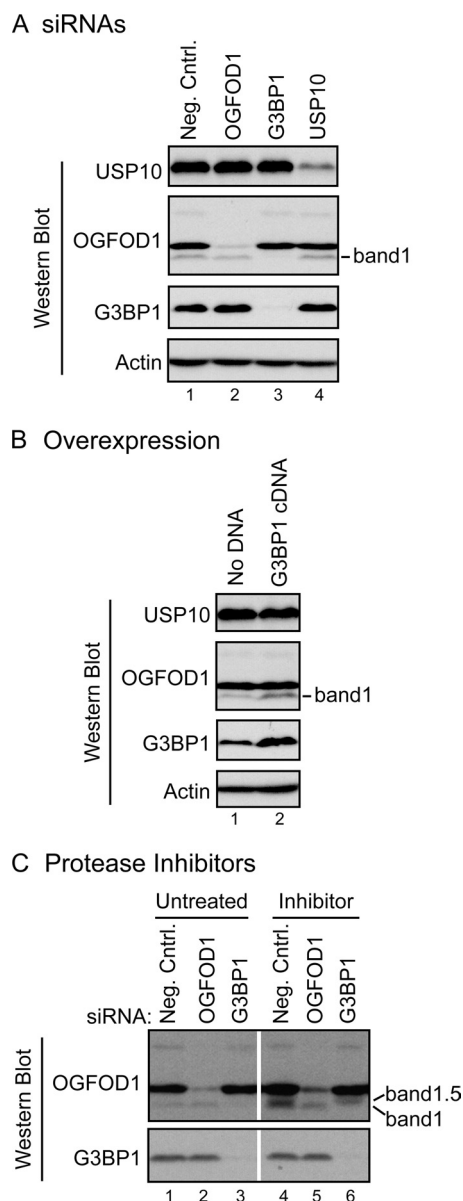 A siRNAs
Neg. Cntrl.
OGFOD1
G3BP1
USP10
Western Blot
USP10
OGFOD1
band1
G3BP1
Actin
1 2 3 4
B Overexpression
No DNA
G3BP1 cDNA
Western Blot
USP10
OGFOD1
band1
G3BP1
Actin
1 2
C Protease Inhibitors
Untreated Inhibitor
siRNA:
Neg. Cntrl.
OGFOD1
G3BP1
Neg. Cntrl.
OGFOD1
G3BP1
Western Blot
OGFOD1
band1.5
band1
G3BP1
1 2 3 4 5 6